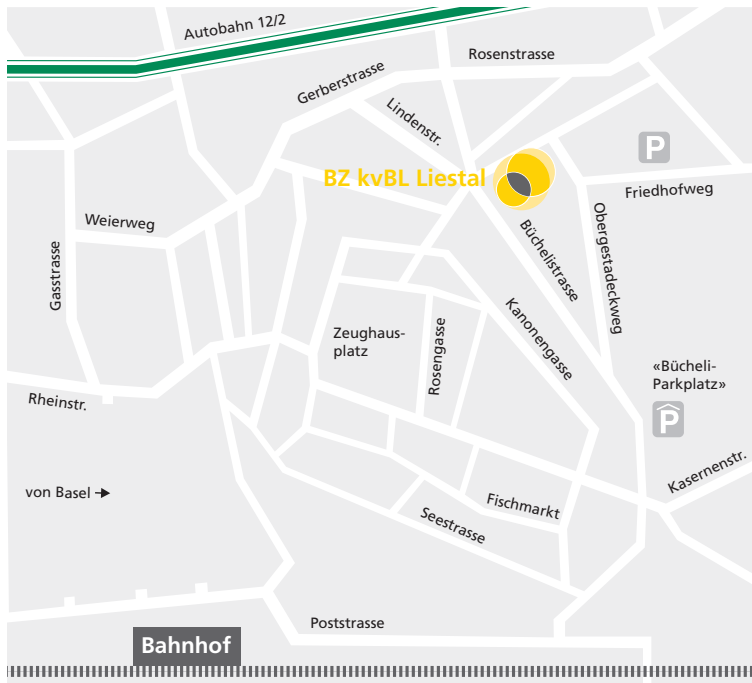 Autobahn 12/2
Rosenstrasse
Gerberstrasse
Lindenstr.
P
BZ kvBL Liestal
Friedhofweg
Weierweg
Gasstrasse
Büchelistrasse
Obergestadeckweg
Kanonengasse
Zeughaus-
platz
Rosengasse
«Bücheli-
Parkplatz»
P
Rheinstr.
Kasernenstr.
von Basel
Fischmarkt
Seestrasse
Poststrasse
Bahnhof